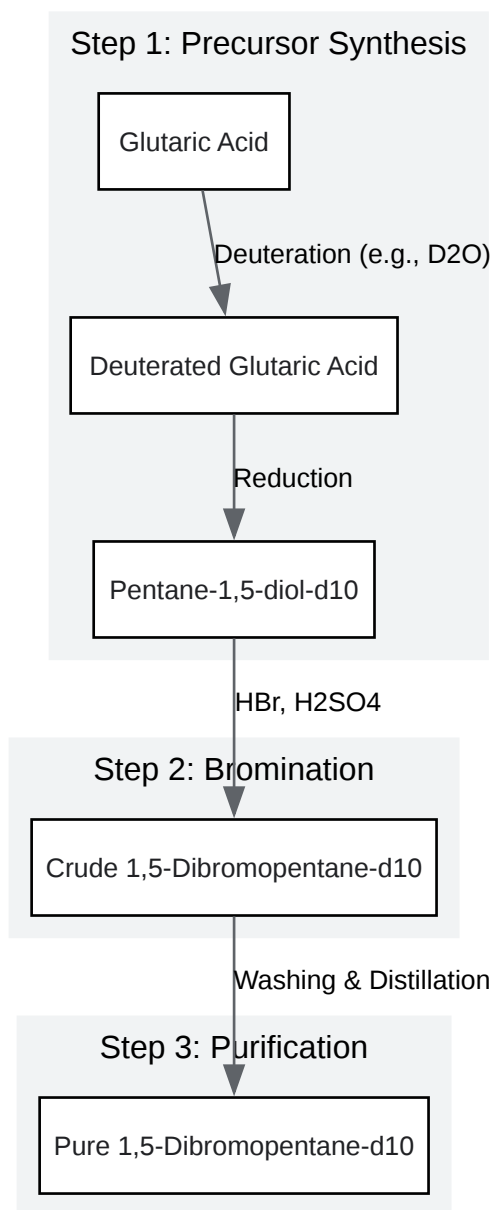 Step 1: Precursor Synthesis
Glutaric Acid
Deuteration (e.g., D2O)
Deuterated Glutaric Acid
Reduction
Pentane-1,5-diol-d10
HBr, H2SO4
Step 2: Bromination
Crude 1,5-Dibromopentane-d10
Washing & Distillation
Step 3: Purification
Pure 1,5-Dibromopentane-d10